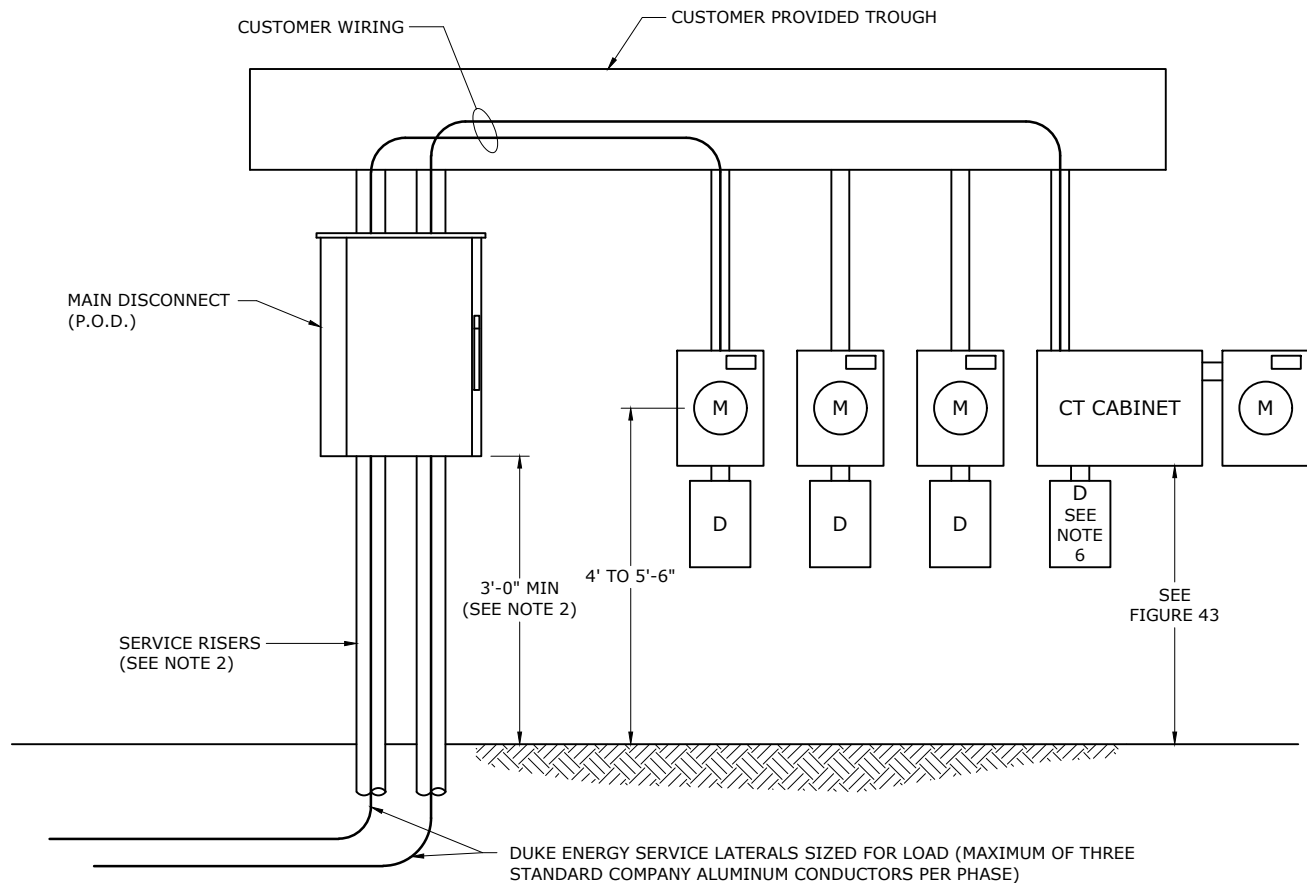 CUSTOMER PROVIDED TROUGH
CUSTOMER WIRING
MAIN DISCONNECT
(P.O.D.)
M
M
M
CT CABINET
M
D
D
D
D
SEE
NOTE
6
3'-0" MIN
(SEE NOTE 2)
4' TO 5'-6"
SEE
FIGURE 43
SERVICE RISERS
(SEE NOTE 2)
DUKE ENERGY SERVICE LATERALS SIZED FOR LOAD (MAXIMUM OF THREE
STANDARD COMPANY ALUMINUM CONDUCTORS PER PHASE)